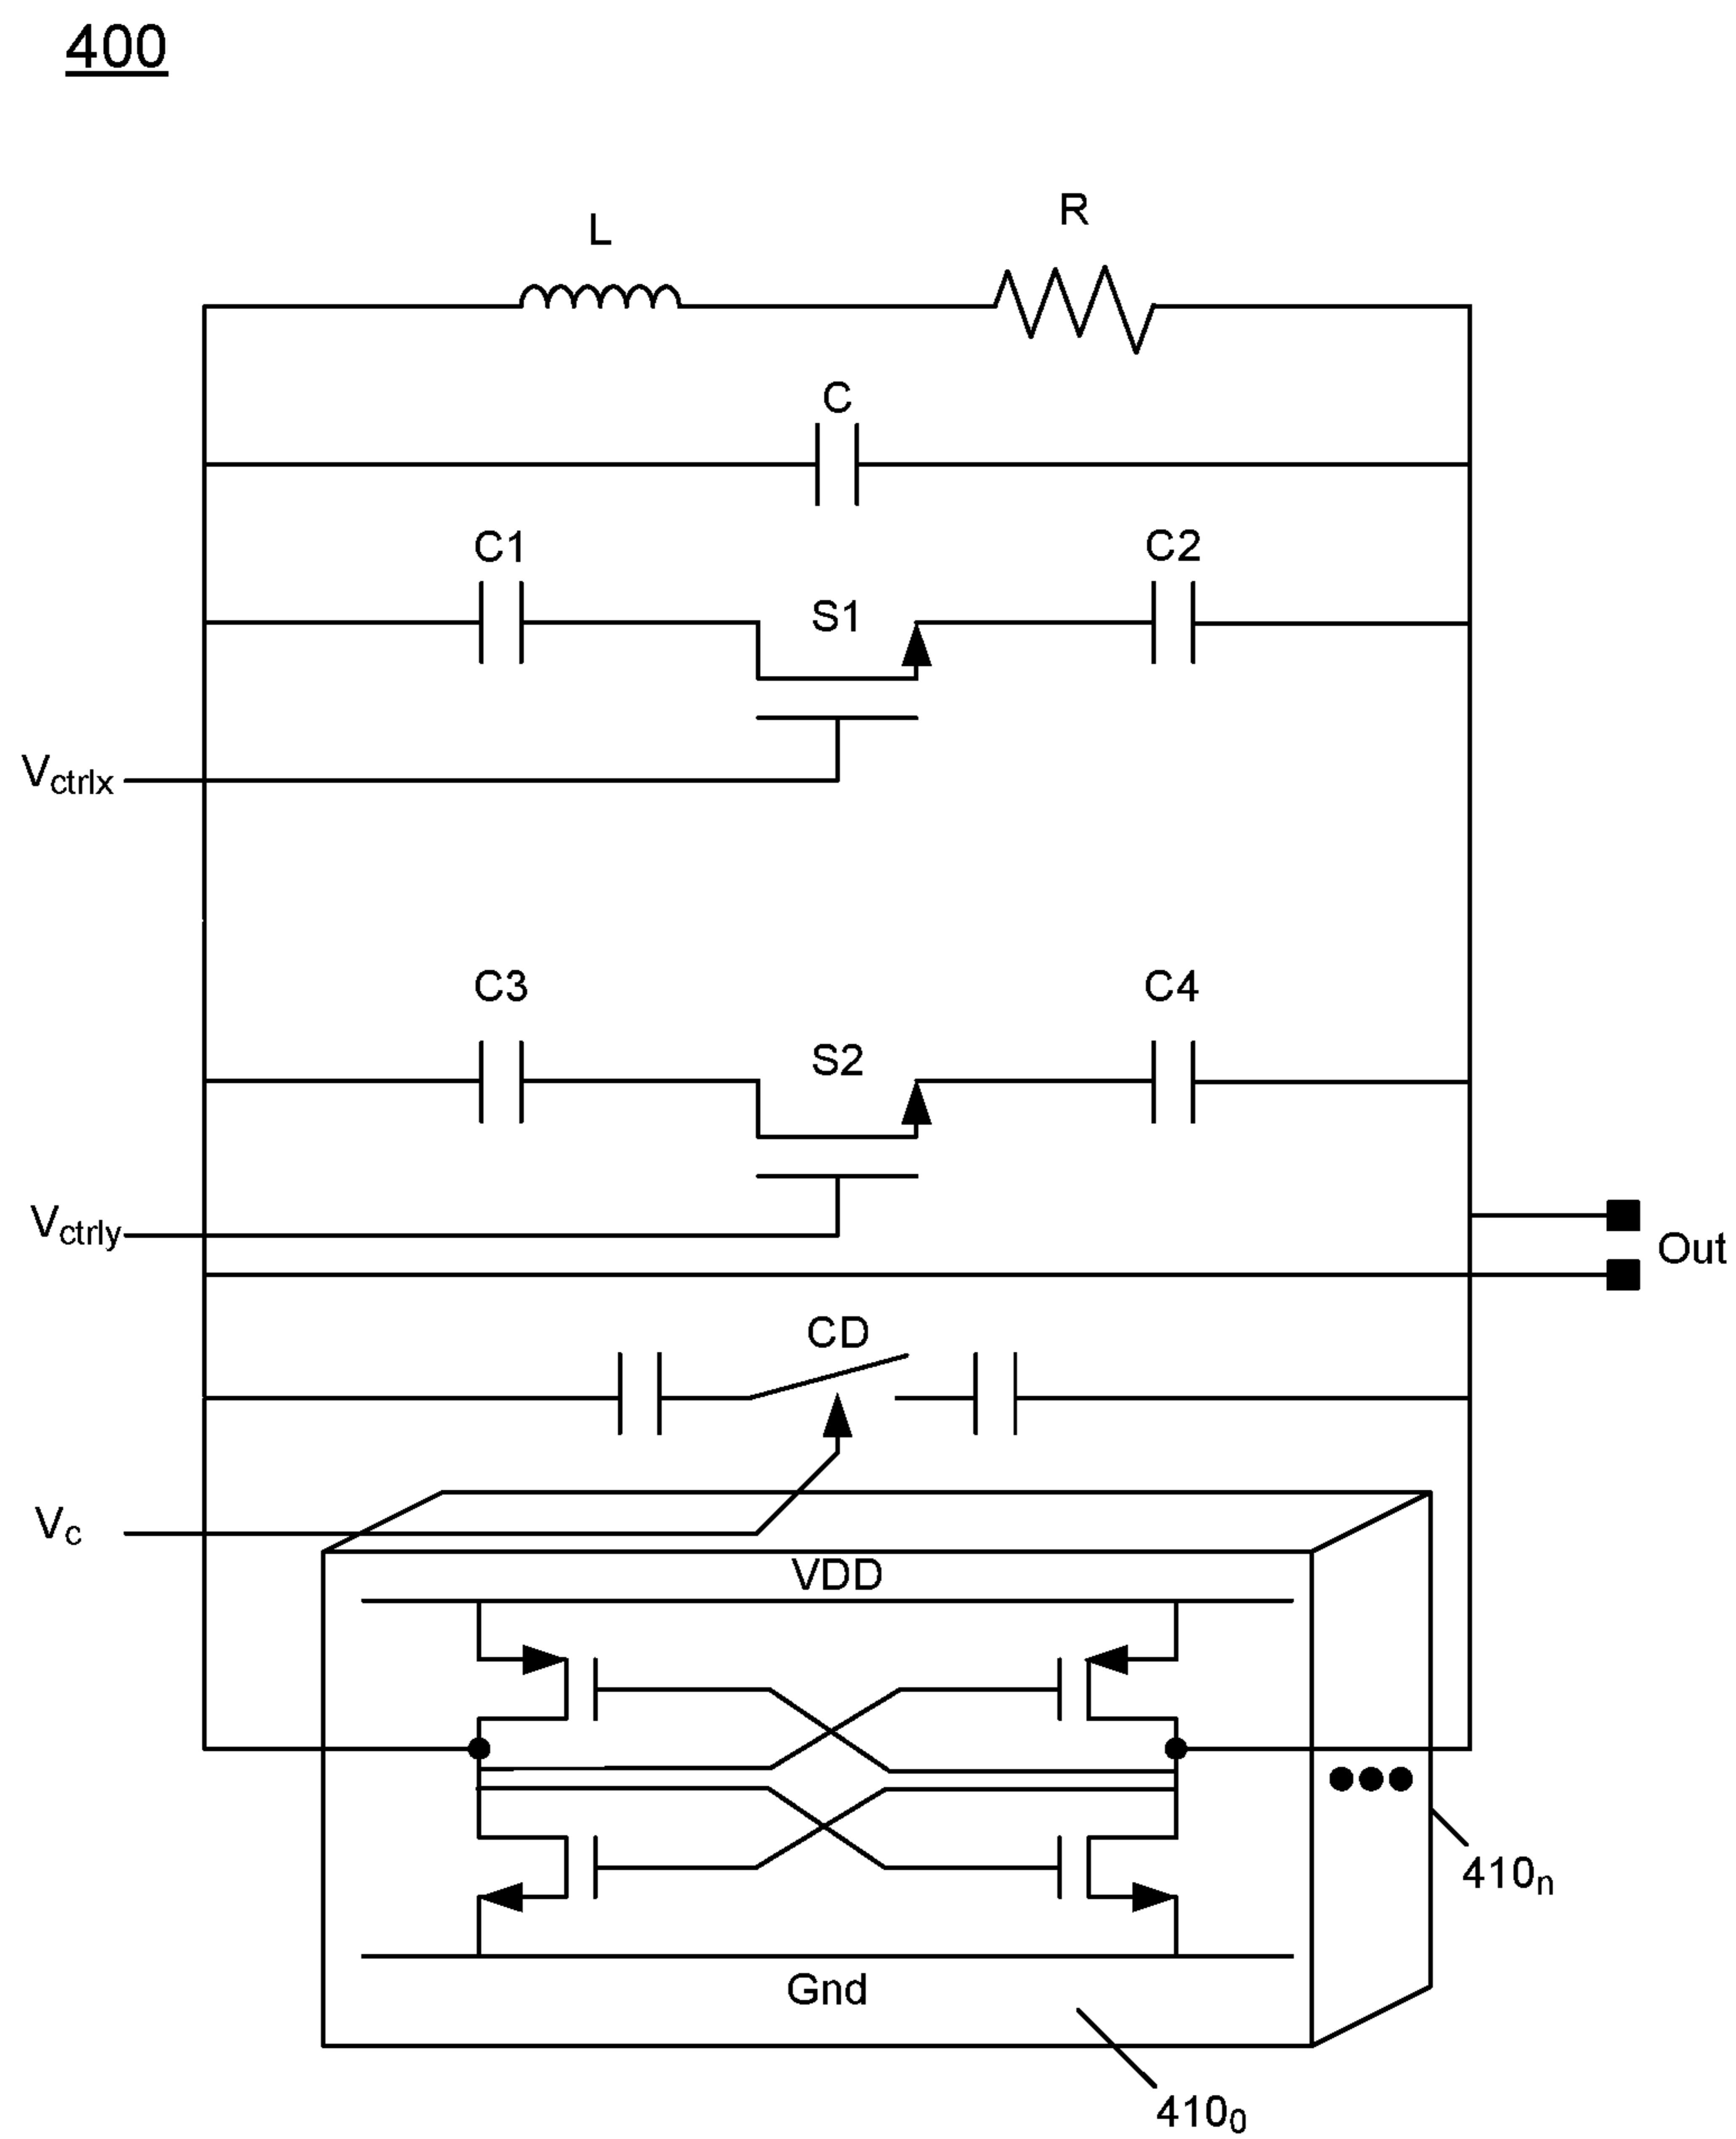 400
L
R
C
C1
C2
S1
Vctrlx
C3
C4
S2
Vctrly
Out
CD
Vc
VDD
410n
Gnd
4100